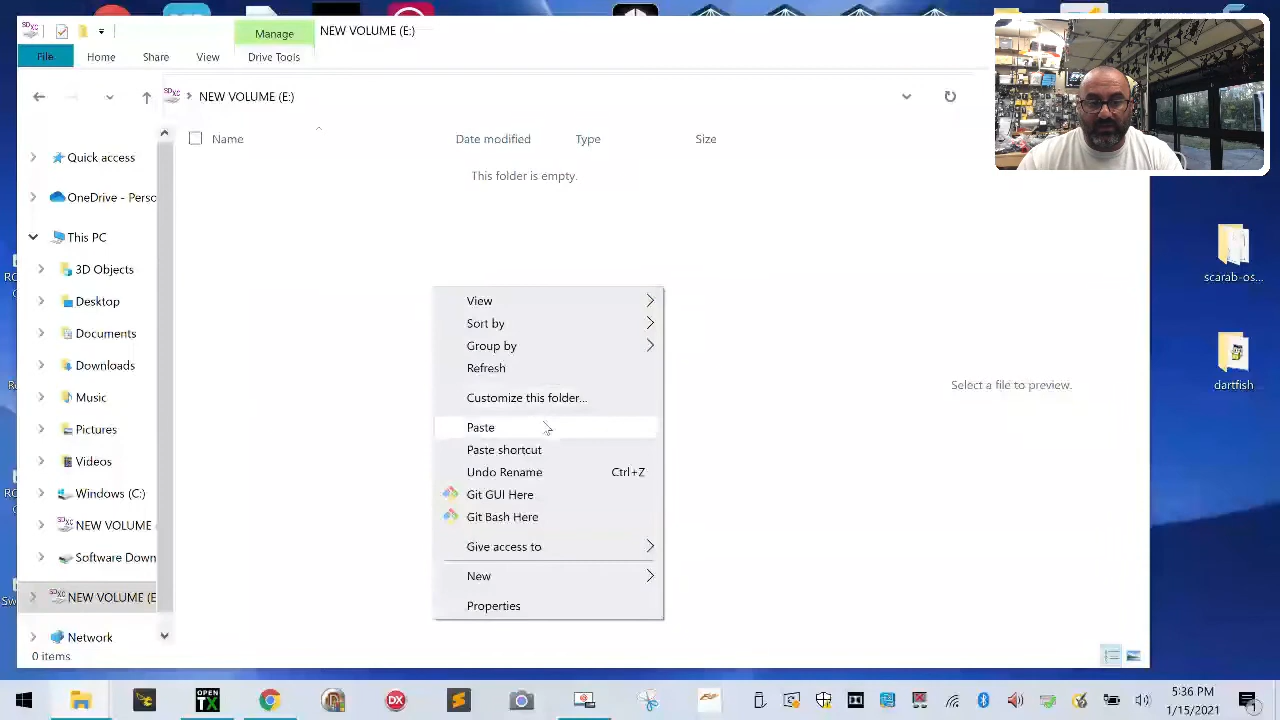 NEW VOLUME (E:)
Manage
File
Home
Share
View
Drive Tools
NEW VOLUME (E:)
Name
Date modified
Type
Size
This folder is empty.
Quick access
OneDrive - Perso
This PC
3D Objects
Desktop
Documents
Downloads
Music
Pictures
Videos
Windows (C:)
NEW VOLUME
Software Down
NEW VOLUME (E
Network
0 items
View
Sort by
Group by
Refresh
Customize this folder...
Paste
Paste shortcut
Undo Rename Ctrl+Z
Git GUI Here
Git Bash Here
Give access to
New
Properties
Select a file to preview.
scarab-os...
dartfish
OPEN
TX
DX
5:36 PM
1/15/2021